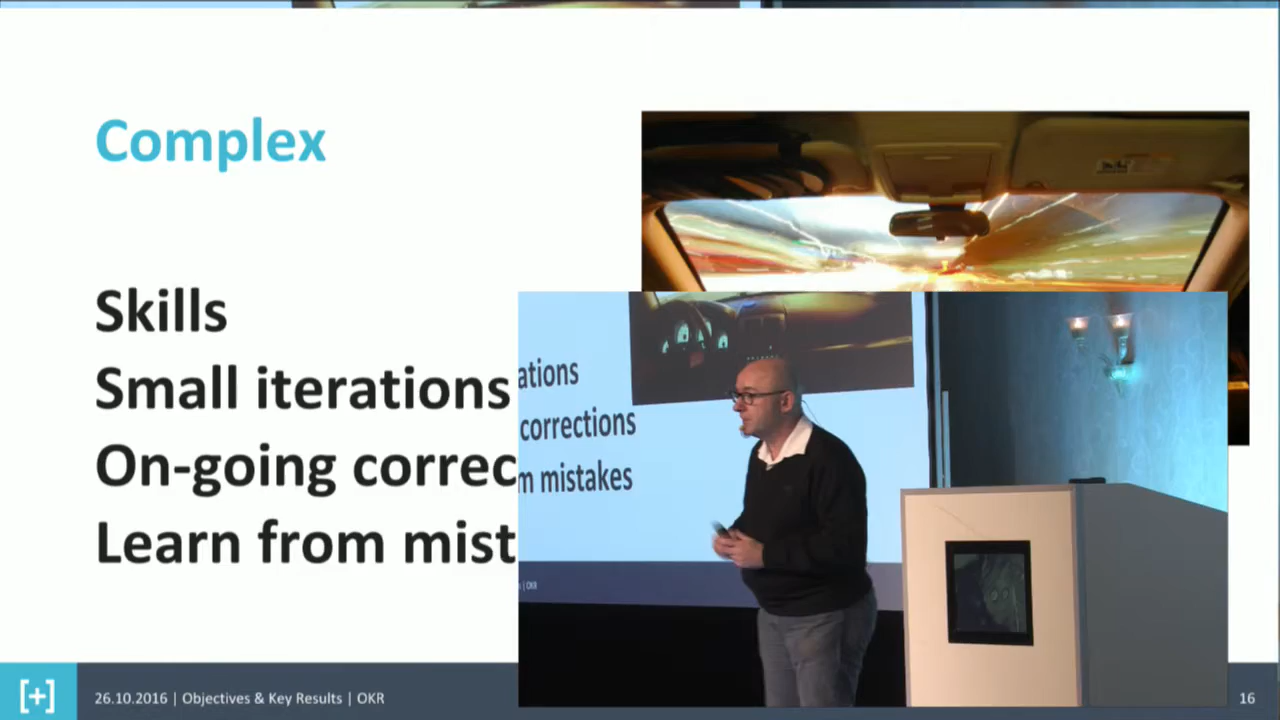 Complex
Skills
Small iterations
On-going correc
Learn from mist
ations
corrections
m mistakes
| OKR
[+]
26.10.2016 | Objectives & Key Results | OKR
16